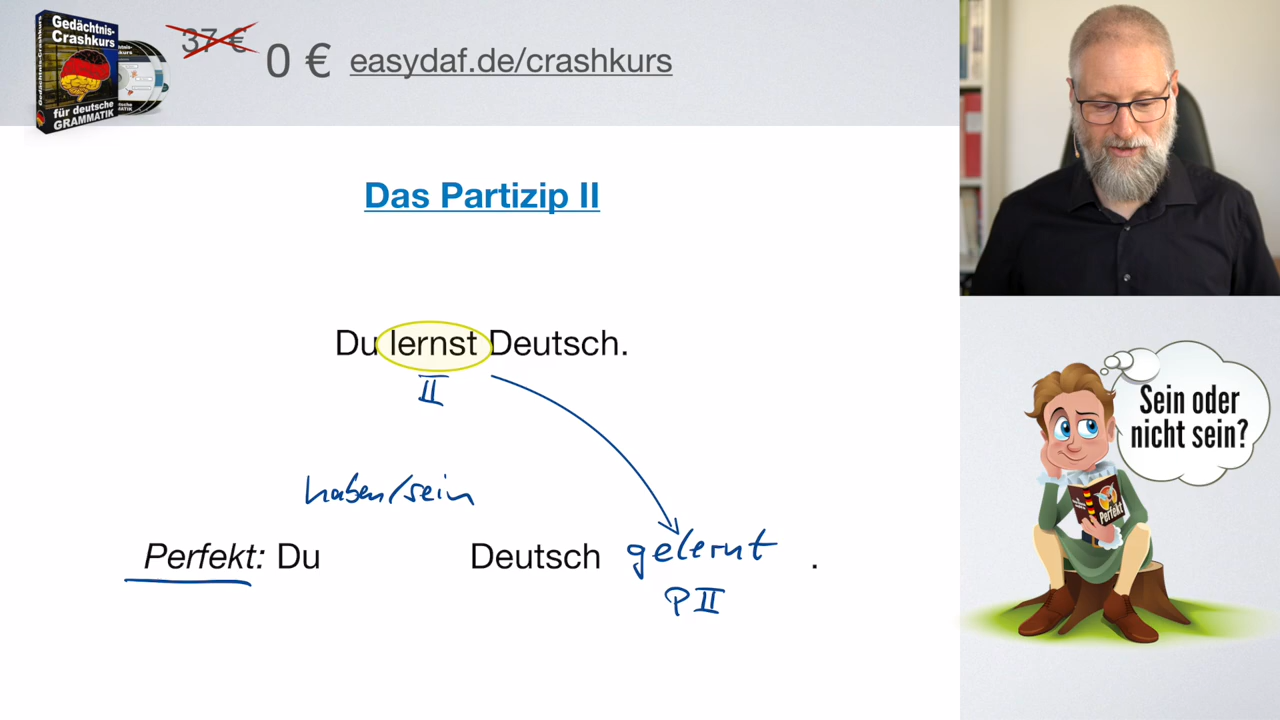 Gedächtnis-
Crashkurs
für deutsche
GRAMMATIK
37 €
0 € easydaf.de/crashkurs
Das Partizip II
Du lernst Deutsch.
II
haben/sein
Perfekt: Du Deutsch gelernt .
P II
Sein oder
nicht sein?
Perfekt